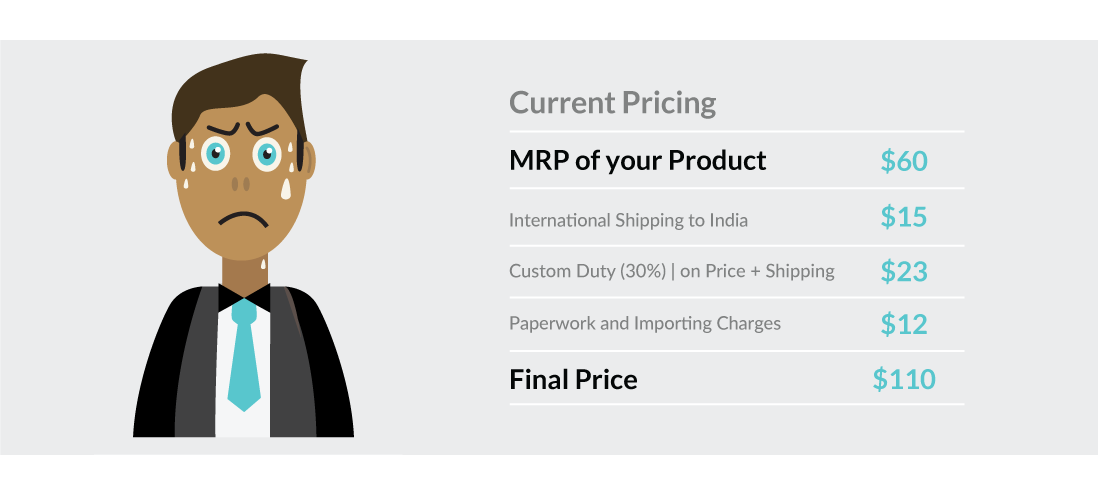 Current Pricing
MRP of your Product $60
International Shipping to India $15
Custom Duty (30%) | on Price + Shipping $23
Paperwork and Importing Charges $12
Final Price $110